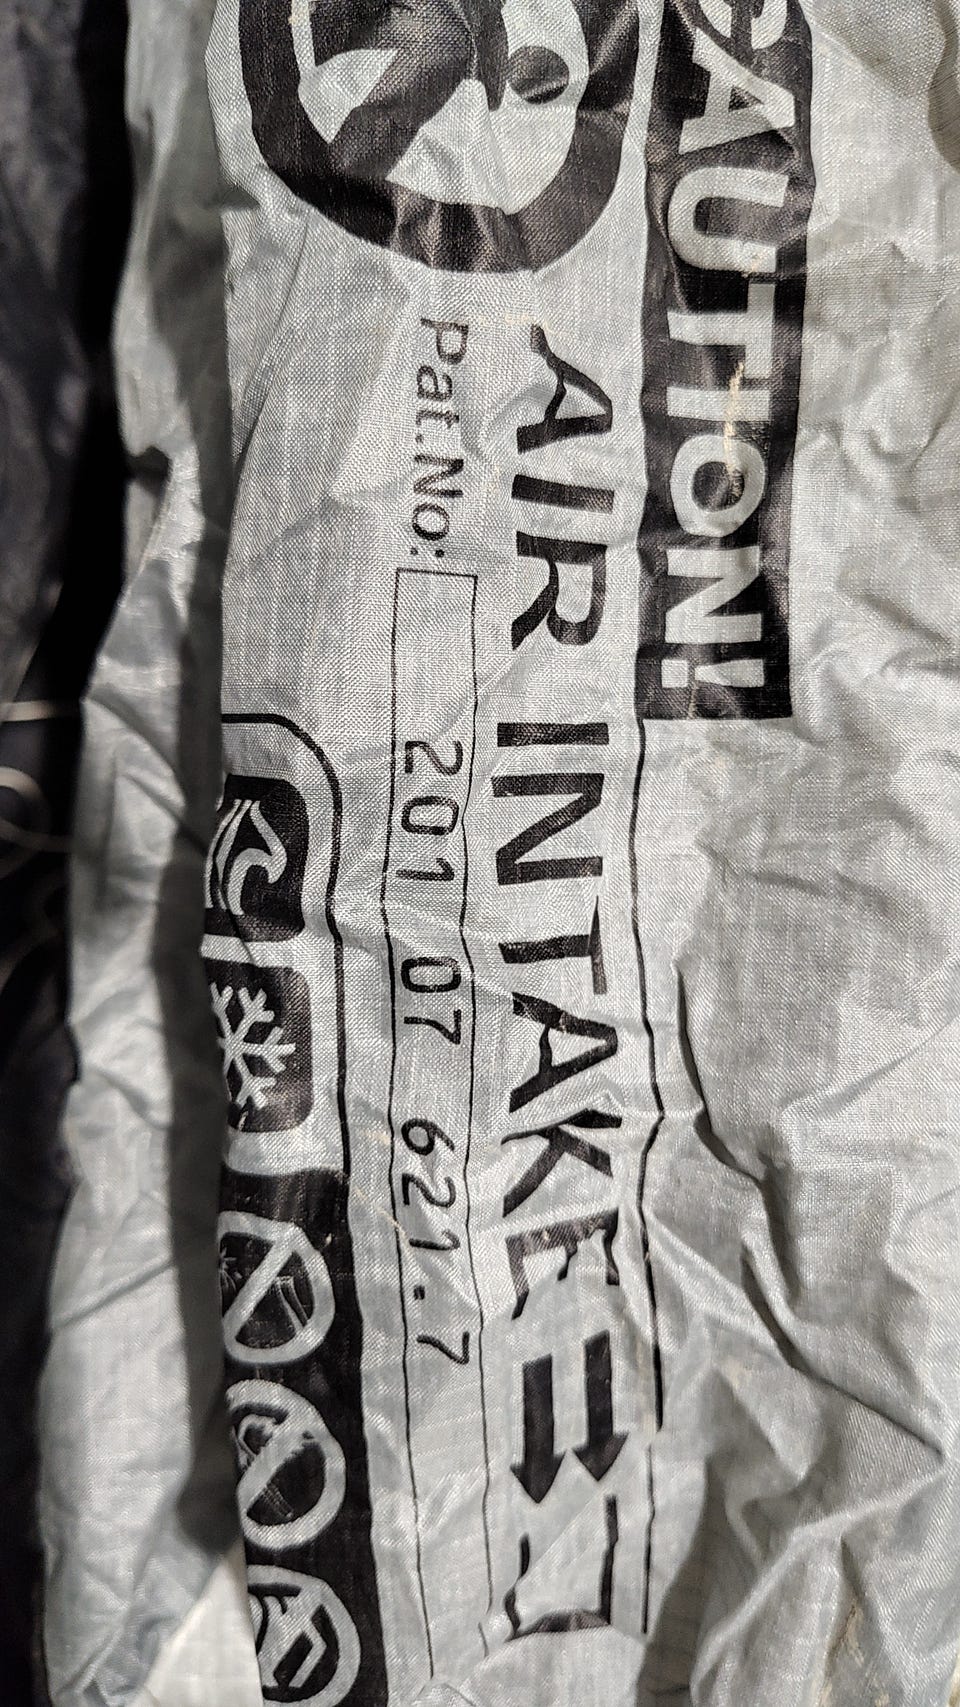 CAUTION!
AIR INTAKE
Pat.No: 201 07 621.7